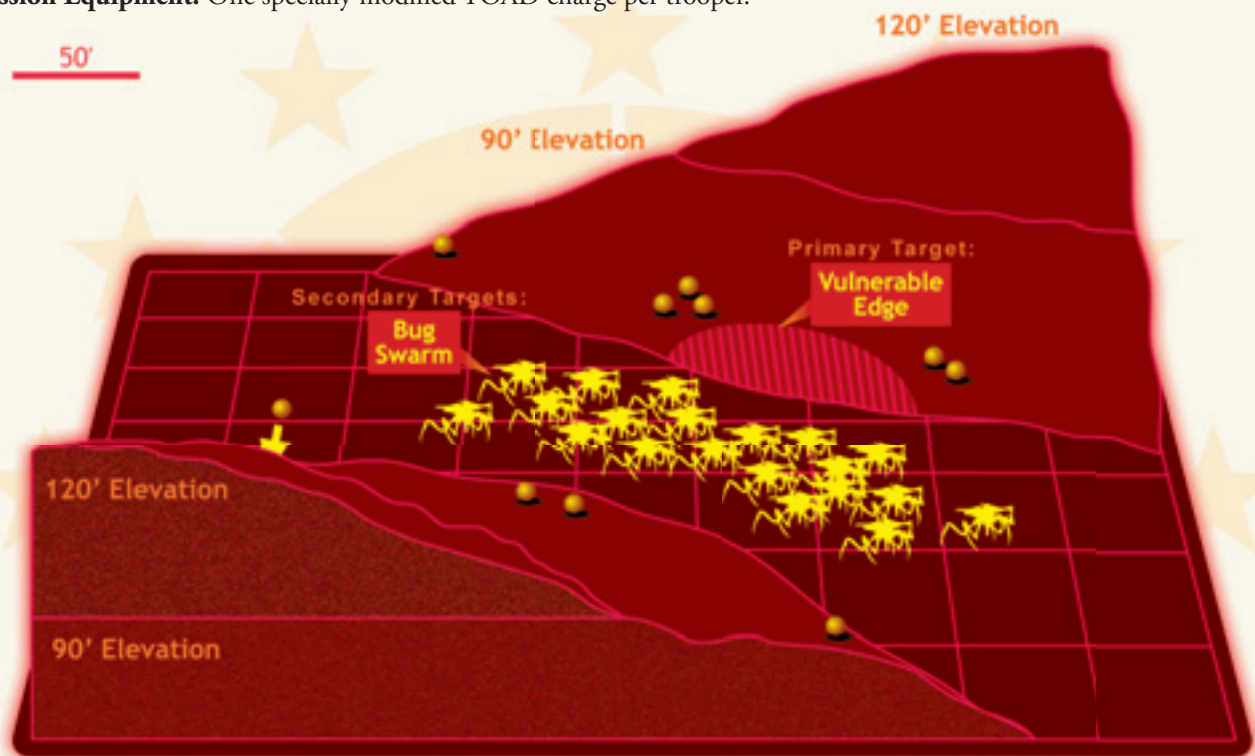 Equipment. One specially modified TOAD charge per trooper.
120' Elevation
50'
90' Elevation
Primary Target:
Vulnerable
Edge
Secondary Targets:
Bug
Swarm
120' Elevation
90' Elevation